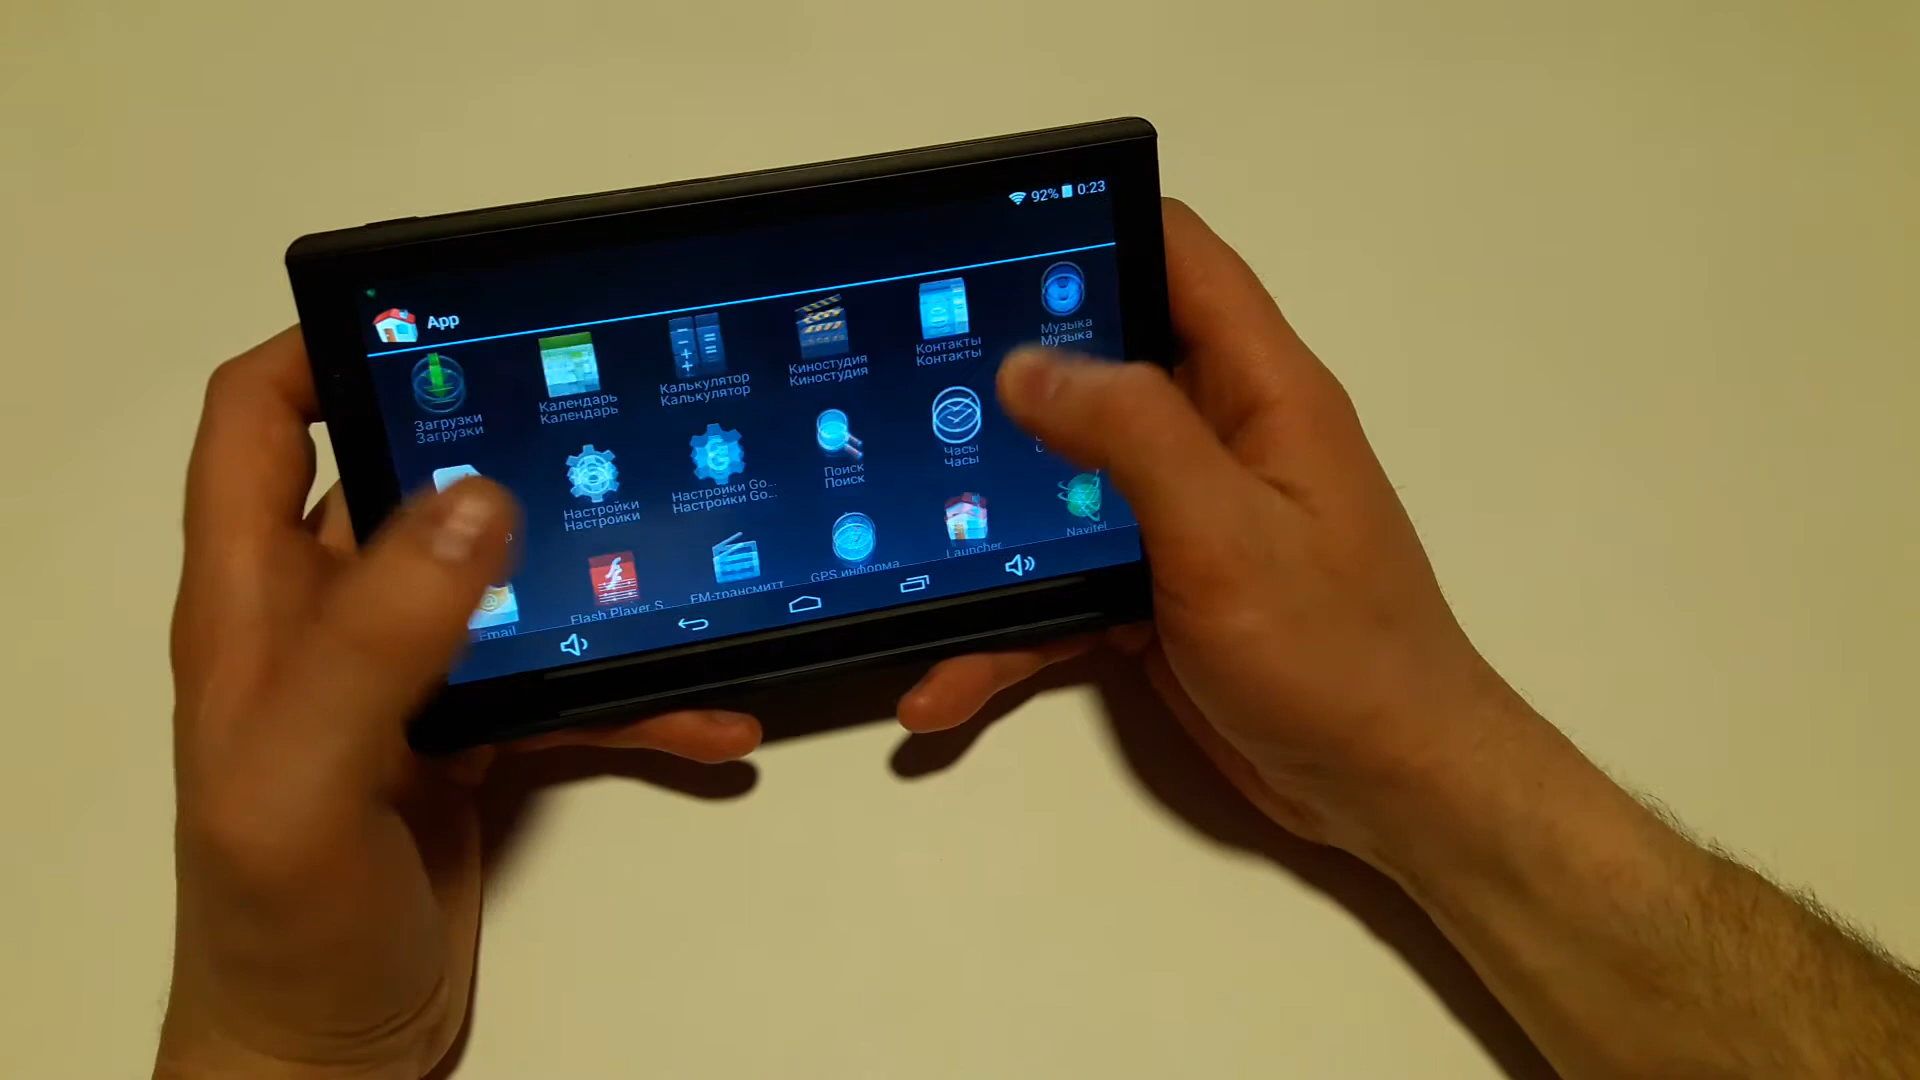 92% 0:23
App
Загрузки
Загрузки
Календарь
Календарь
Калькулятор
Калькулятор
Киностудия
Киностудия
Контакты
Контакты
Музыка
Музыка
Настройки
Настройки
Настройки Go...
Настройки Go...
Поиск
Поиск
Часы
Часы
Email
Flash Player S...
FM-трансмитт
GPS информа
Launcher
Navitel